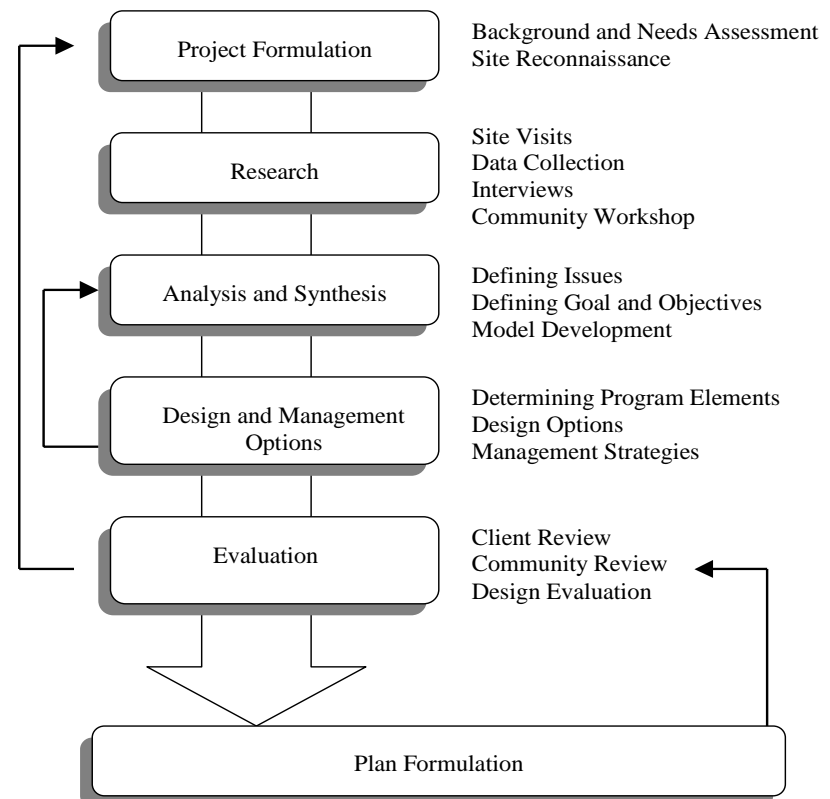 Project Formulation
Background and Needs Assessment
Site Reconnaissance
Research
Site Visits
Data Collection
Interviews
Community Workshop
Analysis and Synthesis
Defining Issues
Defining Goal and Objectives
Model Development
Design and Management
Options
Determining Program Elements
Design Options
Management Strategies
Evaluation
Client Review
Community Review
Design Evaluation
Plan Formulation